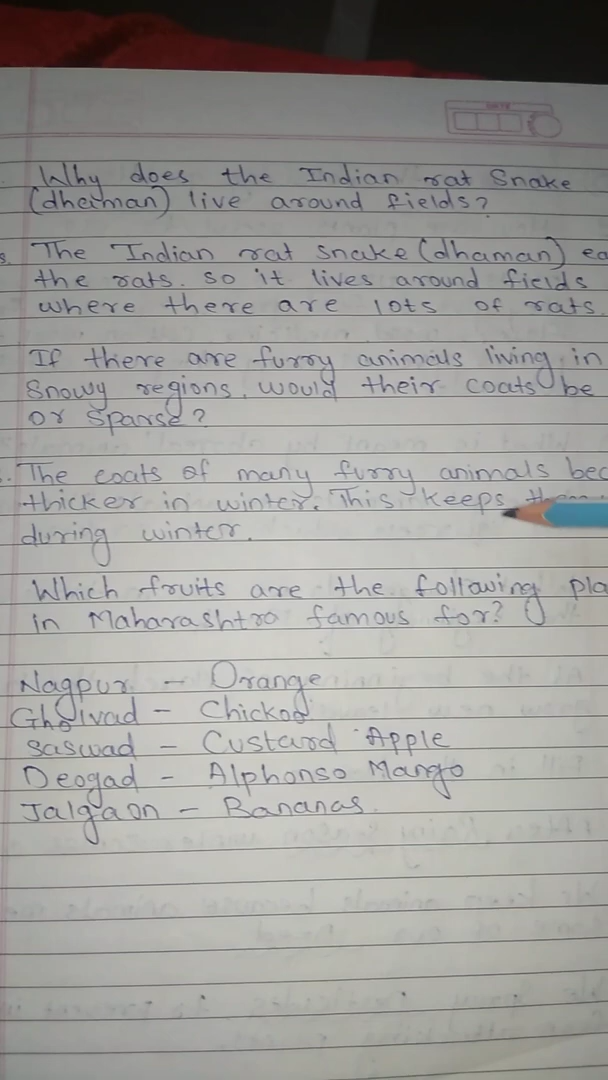 DATE
Why does the Indian rat Snake
(dhaman) live around fields?
s. The Indian rat snake (dhaman) ea
the rats. so it lives around fields
where there are lots of rats.
If there are furry animals living in
Snowy regions, would their coats be
or Sparse?
. The coats of many furry animals bec
thicker in winter. This keeps
during winter.
Which fruits are the following pla
in Maharashtra famous for?
Nagpur - Orange
Gholvad - Chickoo
Saswad - Custard Apple
Deogad - Alphonso Mango
Jalgaon - Bananas.